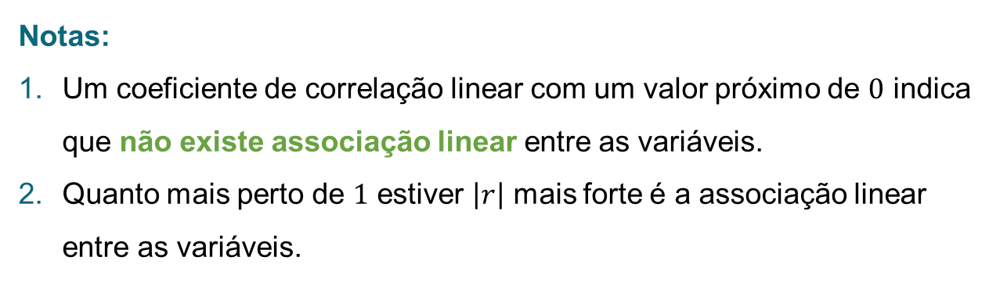 Notas:
1. Um coeficiente de correlação linear com um valor próximo de 0 indica
que não existe associação linear entre as variáveis.
2. Quanto mais perto de 1 estiver |r| mais forte é a associação linear
entre as variáveis.